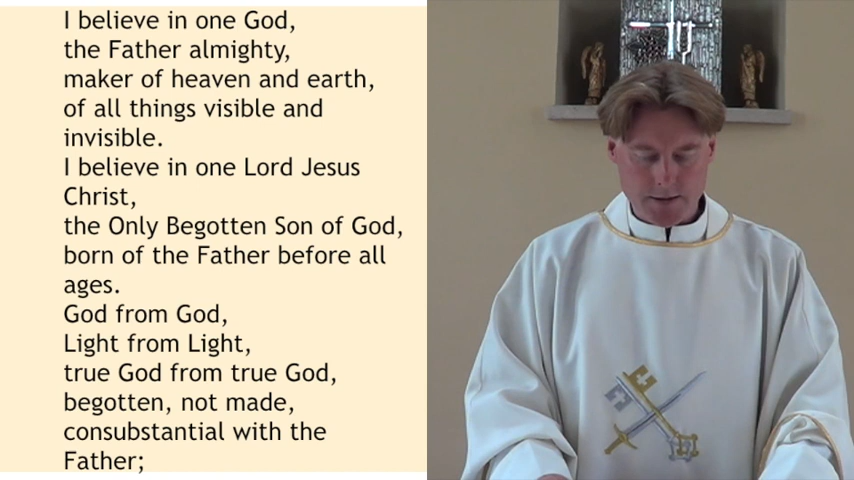 I believe in one God,
the Father almighty,
maker of heaven and earth,
of all things visible and
invisible.
I believe in one Lord Jesus
Christ,
the Only Begotten Son of God,
born of the Father before all
ages.
God from God,
Light from Light,
true God from true God,
begotten, not made,
consubstantial with the
Father;